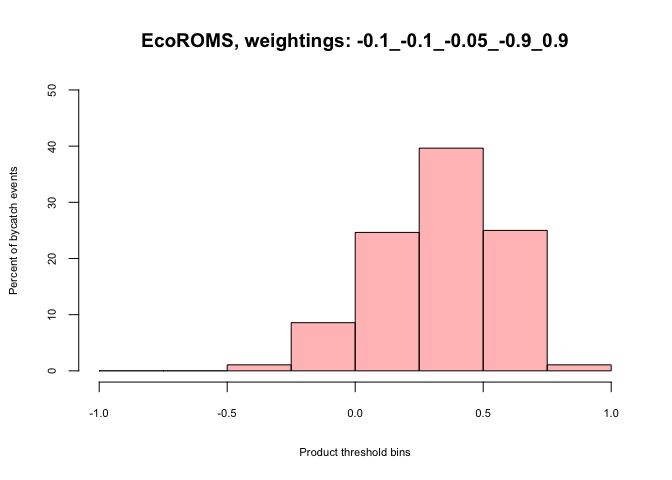 EcoROMS, weightings: -0.1_-0.1_-0.05_-0.9_0.9
50
40
30
20
10
0
Percent of bycatch events
-1.0 -0.5 0.0 0.5 1.0
Product threshold bins